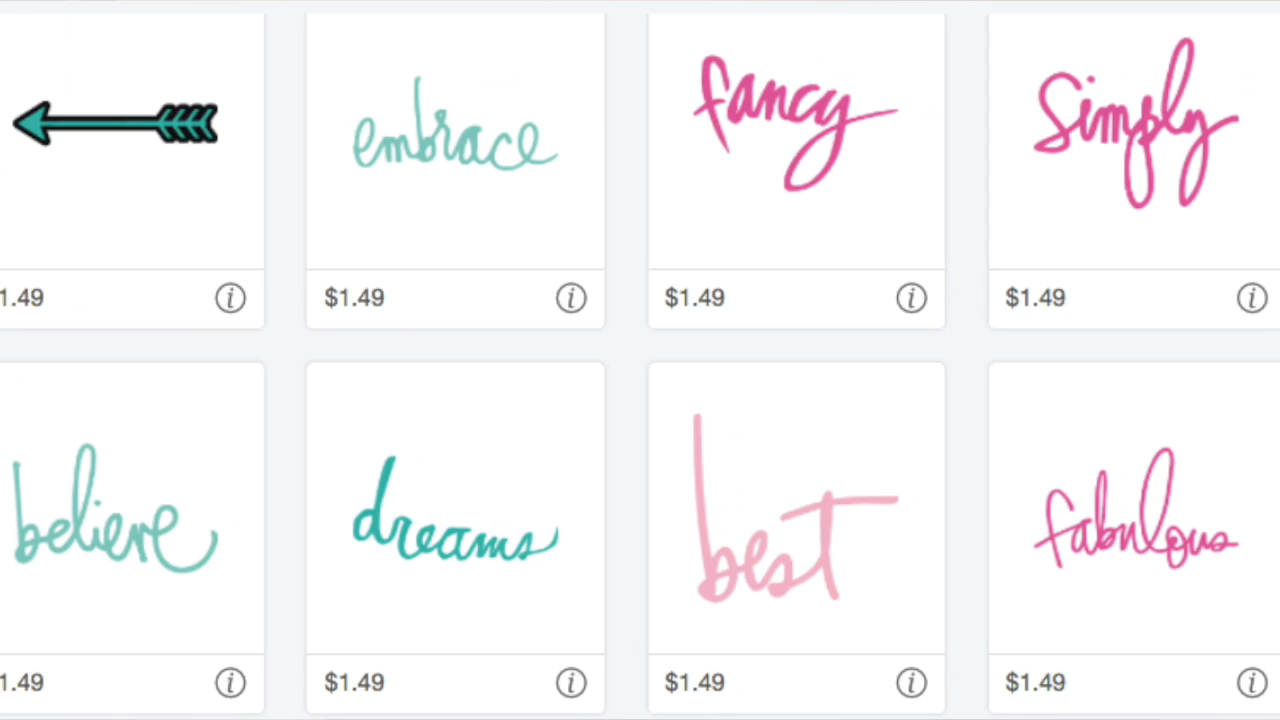 embrace
fancy
Simply
1.49
$1.49
$1.49
$1.49
believe
dreams
best
fabulous
1.49
$1.49
$1.49
$1.49